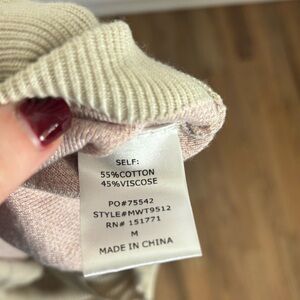 SELF:
55%COTTON
45%VISCOSE
PO#75542
STYLE#MWT9512
RN# 151771
M
MADE IN CHINA